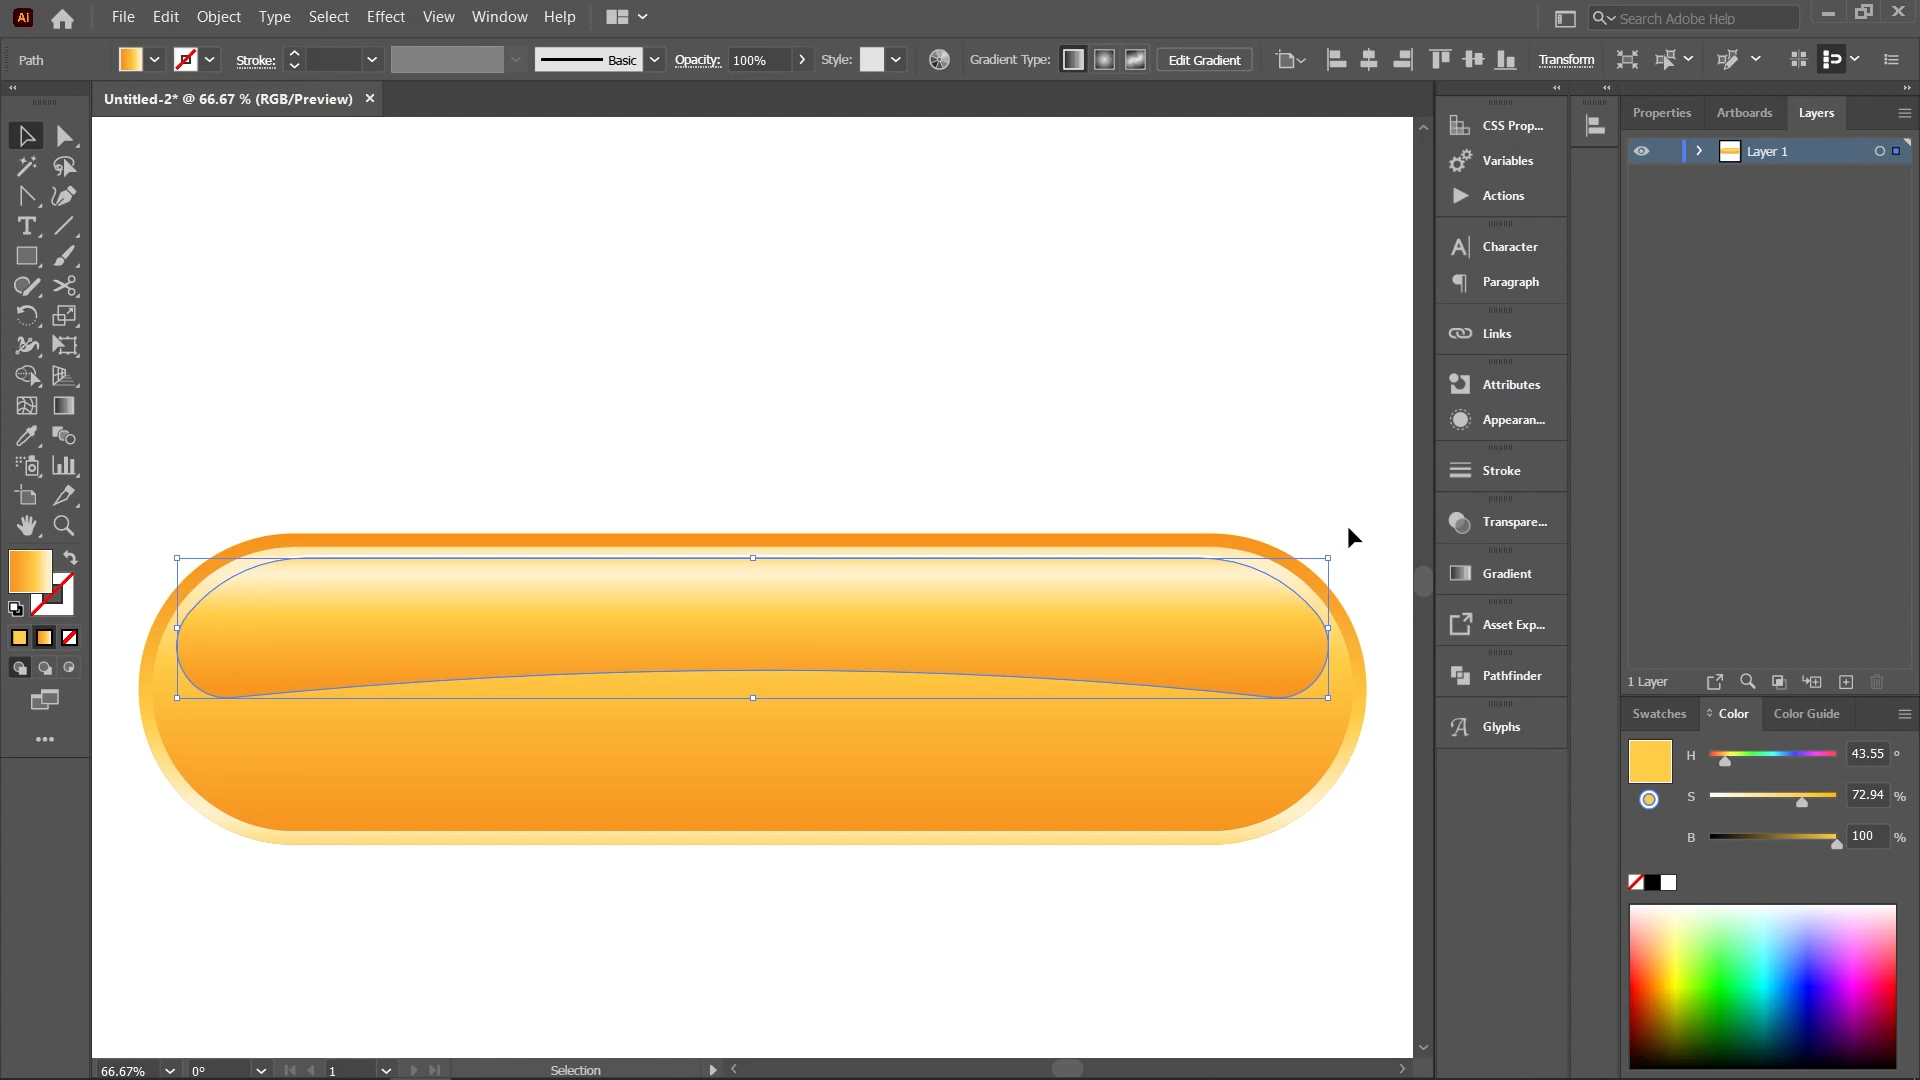 Ai
File Edit Object Type Select Effect View Window Help
Search Adobe Help
Path
Stroke:
Basic
Opacity: 100%
Style:
Gradient Type:
Edit Gradient
Transform
Untitled-2* @ 66.67 % (RGB/Preview) ×
CSS Prop...
Variables
Actions
Character
Paragraph
Links
Attributes
Appearan...
Stroke
Transpare...
Gradient
Asset Exp...
Pathfinder
Glyphs
Properties Artboards Layers
Layer 1
1 Layer
Swatches Color Color Guide
H 43.55 °
S 72.94 %
B 100 %
66.67% 0° 1 Selection